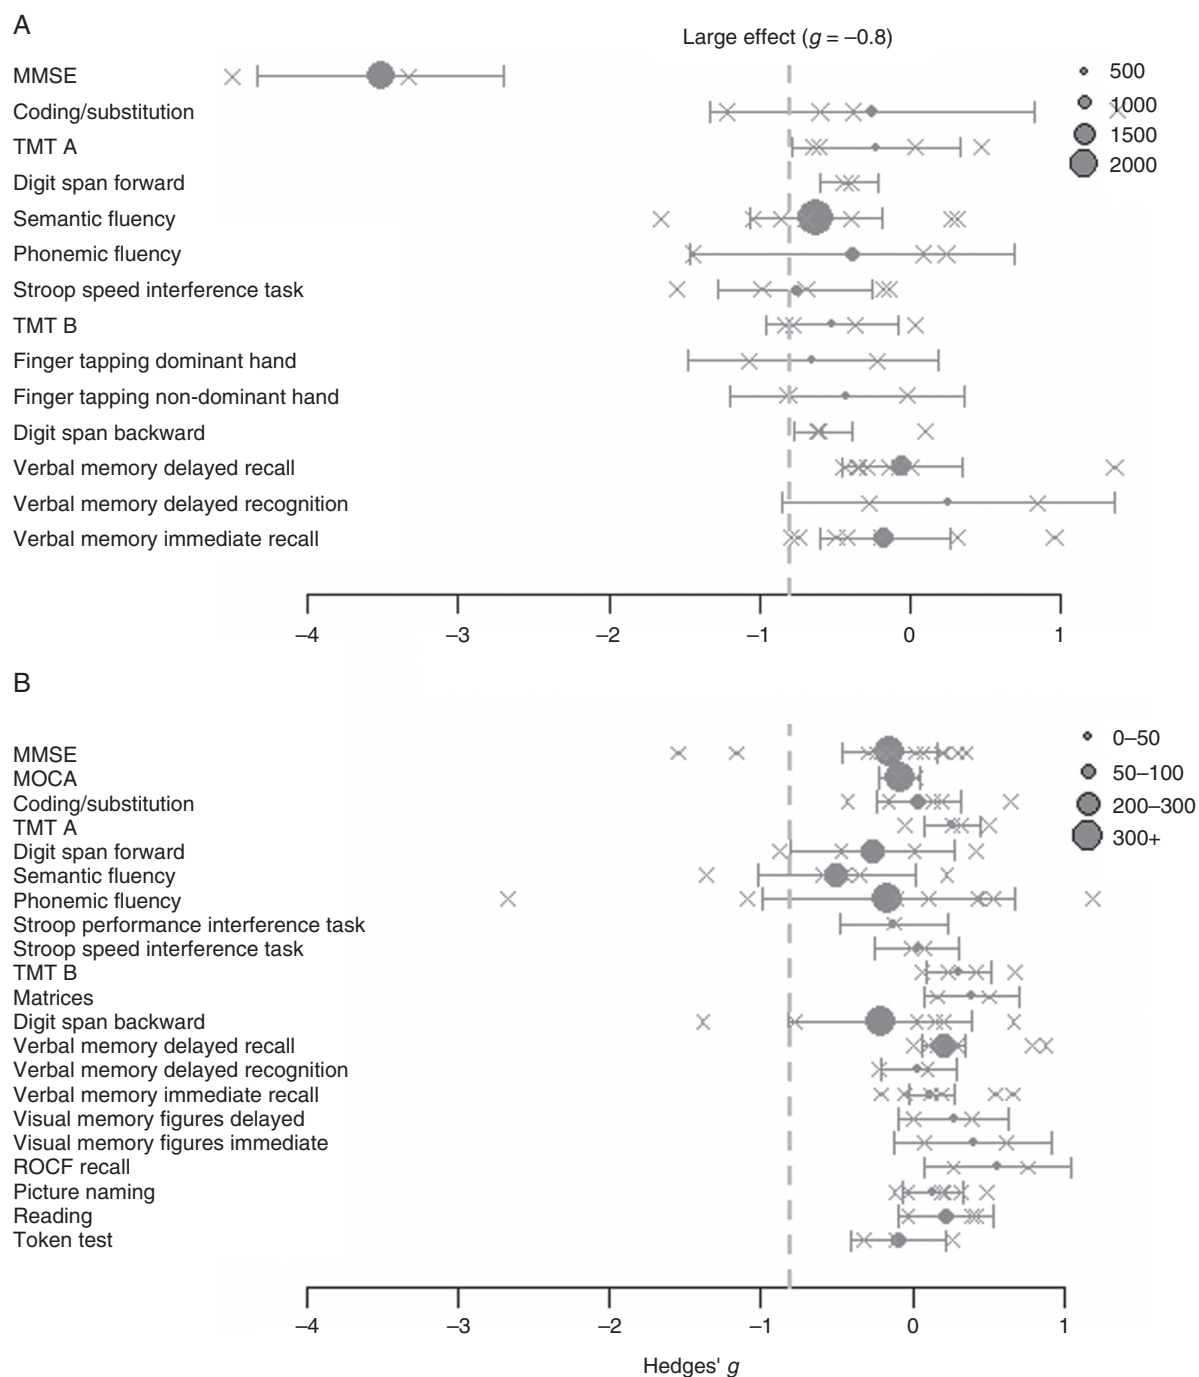 A
Large effect (g = –0.8)
MMSE
500
Coding/substitution
1000
TMT A
1500
2000
Digit span forward
Semantic fluency
Phonemic fluency
Stroop speed interference task
TMT B
Finger tapping dominant hand
Finger tapping non-dominant hand
Digit span backward
Verbal memory delayed recall
Verbal memory delayed recognition
Verbal memory immediate recall
–4 –3 –2 –1 0 1
B
0–50
MMSE
50–100
MOCA
Coding/substitution
200–300
TMT A
300+
Digit span forward
Semantic fluency
Phonemic fluency
Stroop performance interference task
Stroop speed interference task
TMT B
Matrices
Digit span backward
Verbal memory delayed recall
Verbal memory delayed recognition
Verbal memory immediate recall
Visual memory figures delayed
Visual memory figures immediate
ROCF recall
Picture naming
Reading
Token test
–4 –3 –2 –1 0 1
Hedges' g